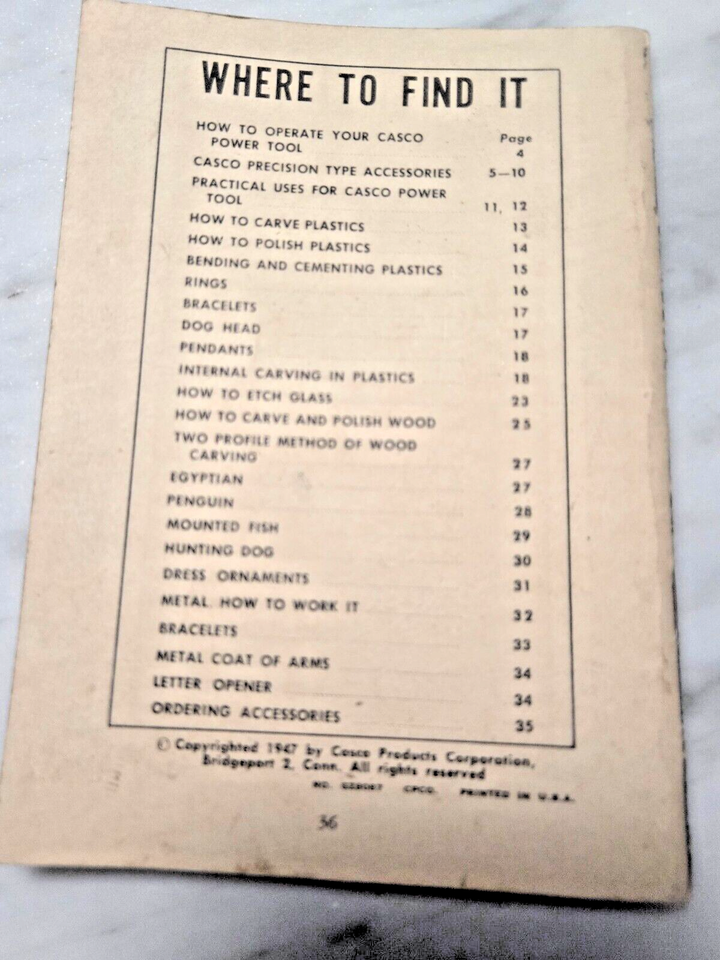 WHERE TO FIND IT
Page
HOW TO OPERATE YOUR CASCO
POWER TOOL 4
CASCO PRECISION TYPE ACCESSORIES 5—10
PRACTICAL USES FOR CASCO POWER
TOOL 11, 12
HOW TO CARVE PLASTICS 13
HOW TO POLISH PLASTICS 14
BENDING AND CEMENTING PLASTICS 15
RINGS 16
BRACELETS 17
DOG HEAD 17
PENDANTS 18
INTERNAL CARVING IN PLASTICS 18
HOW TO ETCH GLASS 23
HOW TO CARVE AND POLISH WOOD 25
TWO PROFILE METHOD OF WOOD
CARVING 27
EGYPTIAN 27
PENGUIN 28
MOUNTED FISH 29
HUNTING DOG 30
DRESS ORNAMENTS 31
METAL. HOW TO WORK IT 32
BRACELETS 33
METAL COAT OF ARMS 34
LETTER OPENER 34
ORDERING ACCESSORIES 35
© Copyrighted 1947 by Casco Products Corporation,
Bridgeport 2, Conn. All rights reserved
NO. CPCO. PRINTED IN U.S.A.
36